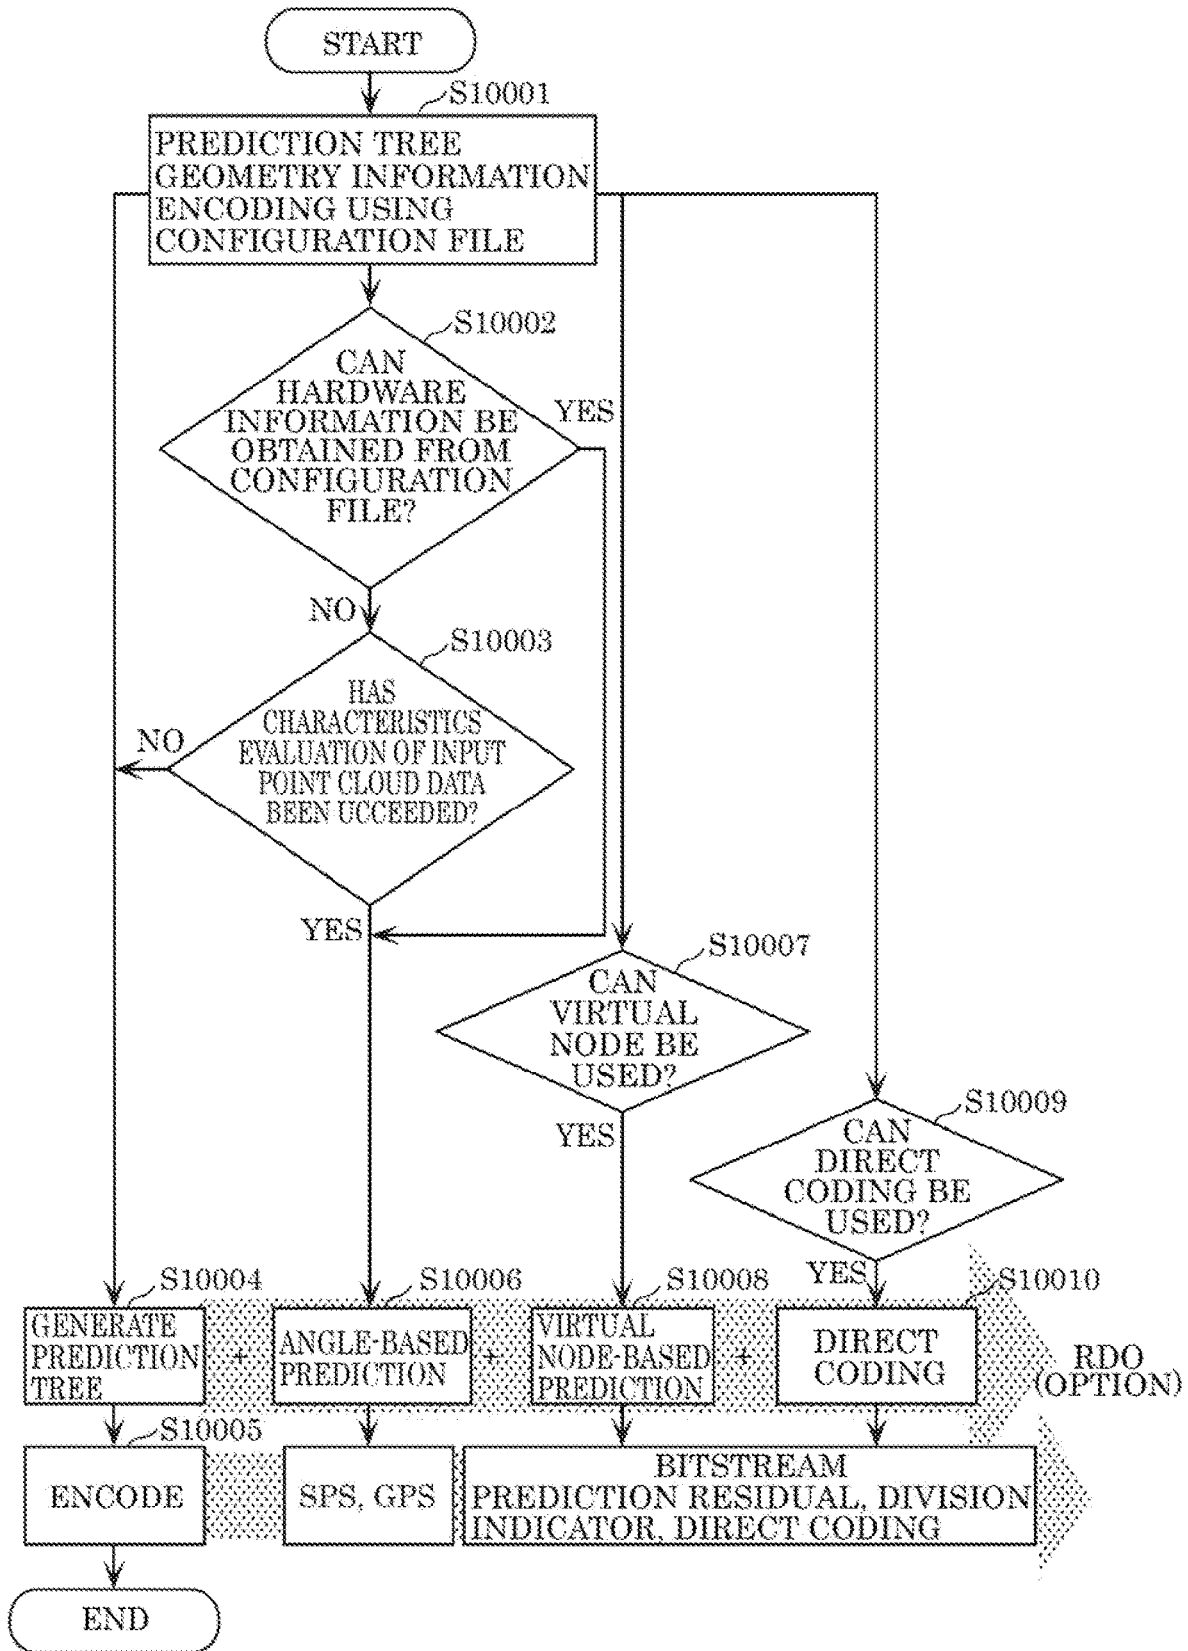 START
S10001
PREDICTION TREE
GEOMETRY INFORMATION
ENCODING USING
CONFIGURATION FILE
S10002
CAN
HARDWARE
INFORMATION BE
OBTAINED FROM
CONFIGURATION
FILE?
YES
NO
S10003
HAS
CHARACTERISTICS
EVALUATION OF INPUT
POINT CLOUD DATA
BEEN UCCEEDED?
NO
YES
S10007
CAN
VIRTUAL
NODE BE
USED?
YES
S10009
CAN
DIRECT
CODING BE
USED?
YES
S10004
GENERATE
PREDICTION
TREE
+
S10006
ANGLE-BASED
PREDICTION
+
S10008
VIRTUAL
NODE-BASED
PREDICTION
+
S10010
DIRECT
CODING
RDO
(OPTION)
S10005
ENCODE
SPS, GPS
BITSTREAM
PREDICTION RESIDUAL, DIVISION
INDICATOR, DIRECT CODING
END